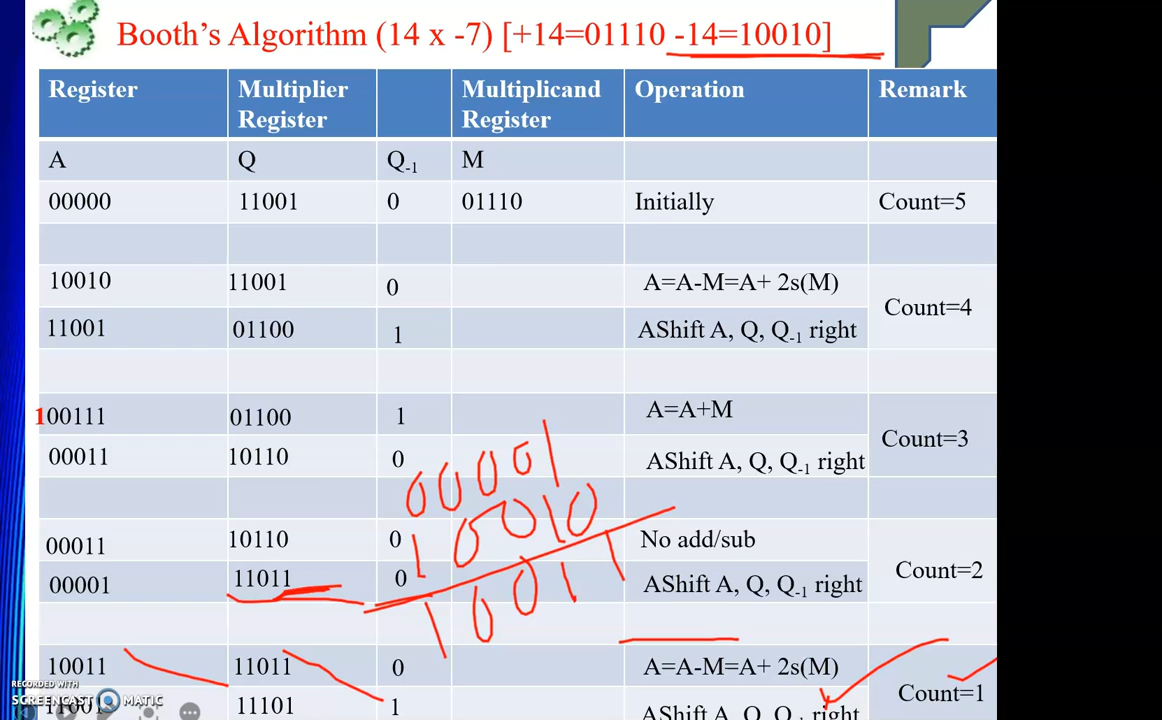 Booth's Algorithm (14 x -7) [+14=01110 -14=10010]
Register Multiplier Register Multiplicand Register Operation Remark
A Q Q-1 M
00000 11001 0 01110 Initially Count=5
10010 11001 0 A=A-M=A+ 2s(M)
Count=4
11001 01100 1 AShift A, Q, Q-1 right
100111 01100 1 A=A+M
Count=3
00011 10110 0 AShift A, Q, Q-1 right
00001
10010
10011
00011 10110 0 No add/sub
Count=2
00001 11011 0 AShift A, Q, Q-1 right
10011 11011 0 A=A-M=A+ 2s(M)
Count=1
11001 11101 1 AShift A, Q, Q-1 right
RECORDED WITH
SCREENCAST MATIC